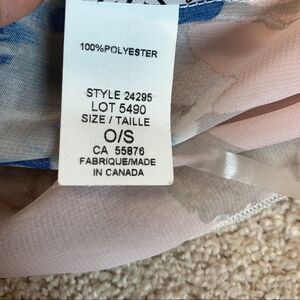 100%POLYESTER
STYLE 24295
LOT 5490
SIZE / TAILLE
O/S
CA 55876
FABRIQUE/MADE
IN CANADA